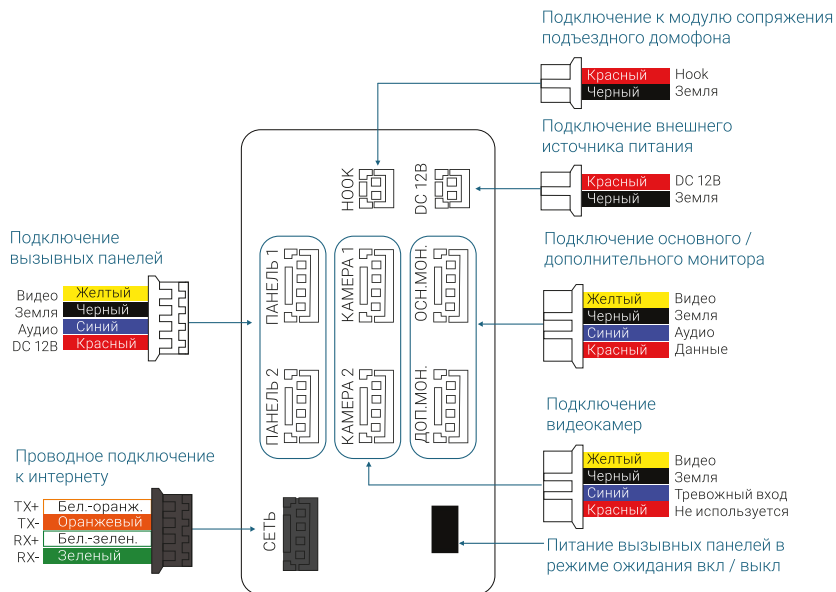 Подключение к модулю сопряжения
подъездного домофона
Красный Hook
Черный Земля
Подключение внешнего
источника питания
Красный DC 12В
Черный Земля
Подключение
вызывных панелей
Видео Желтый
Земля Черный
Аудио Синий
DC 12В Красный
HOOK
DC 12В
ПАНЕЛЬ 1
КАМЕРА 1
ОСН.МОН.
ПАНЕЛЬ 2
КАМЕРА 2
ДОП.МОН.
СЕТЬ
Подключение основного /
дополнительного монитора
Желтый Видео
Черный Земля
Синий Аудио
Красный Данные
Проводное подключение
к интернету
TX+ Бел.-оранж.
TX- Оранжевый
RX+ Бел.-зелен.
RX- Зеленый
Подключение
видеокамер
Желтый Видео
Черный Земля
Синий Тревожный вход
Красный Не используется
Питание вызывных панелей в
режиме ожидания вкл / выкл